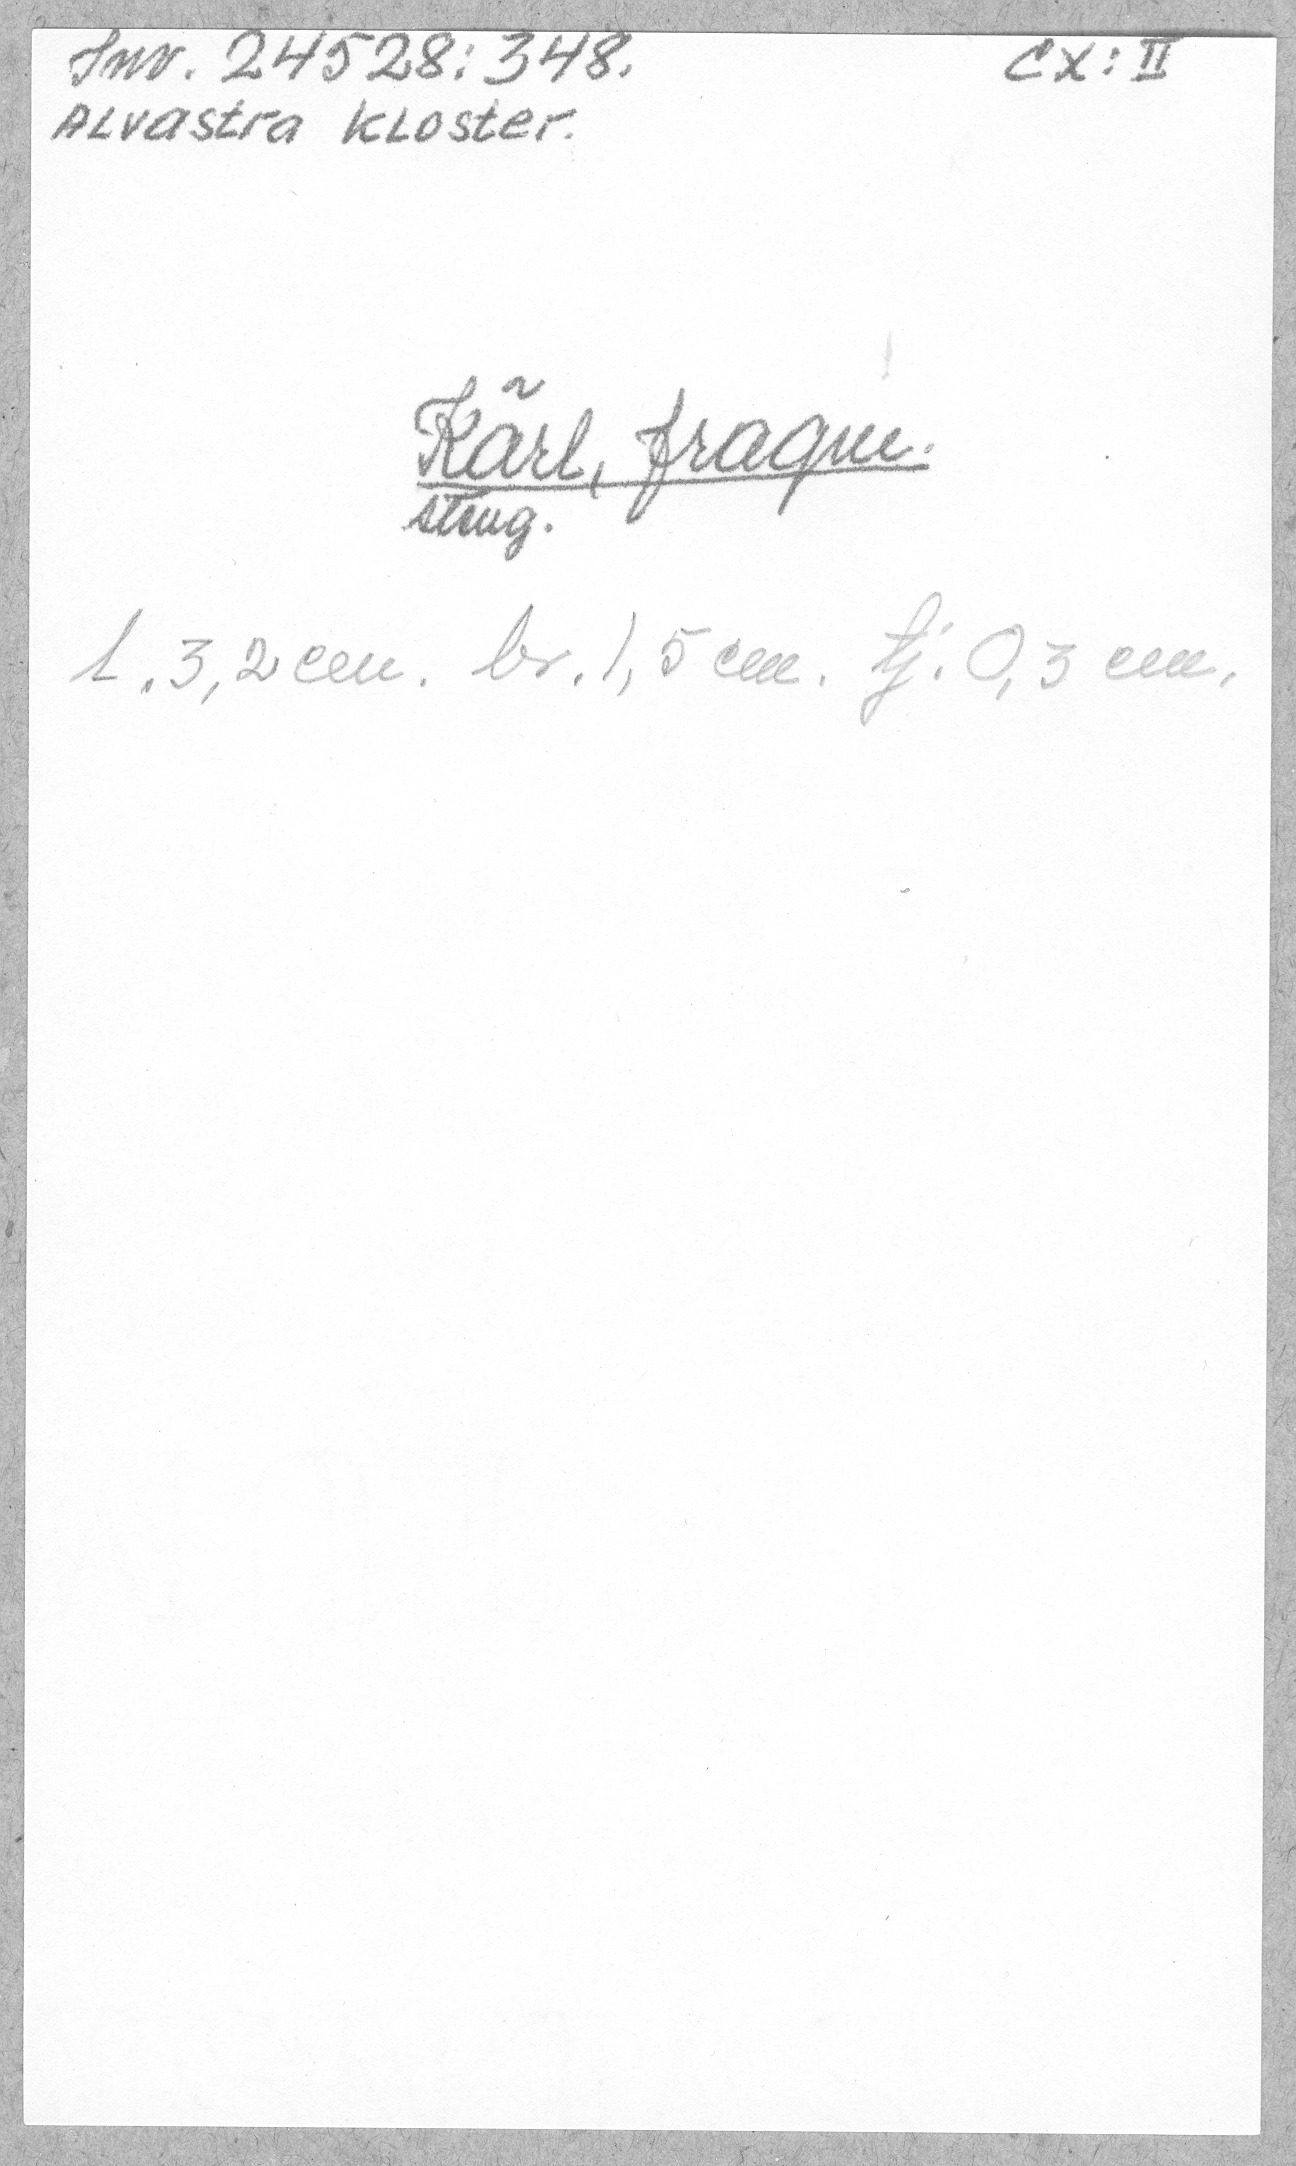 Inv. 24528:348. CX: II
Alvastra kloster.
Kärl, fragm.
steng.
L. 3,2 cm. br. 1,5 cm. tj. 0,3 cm.